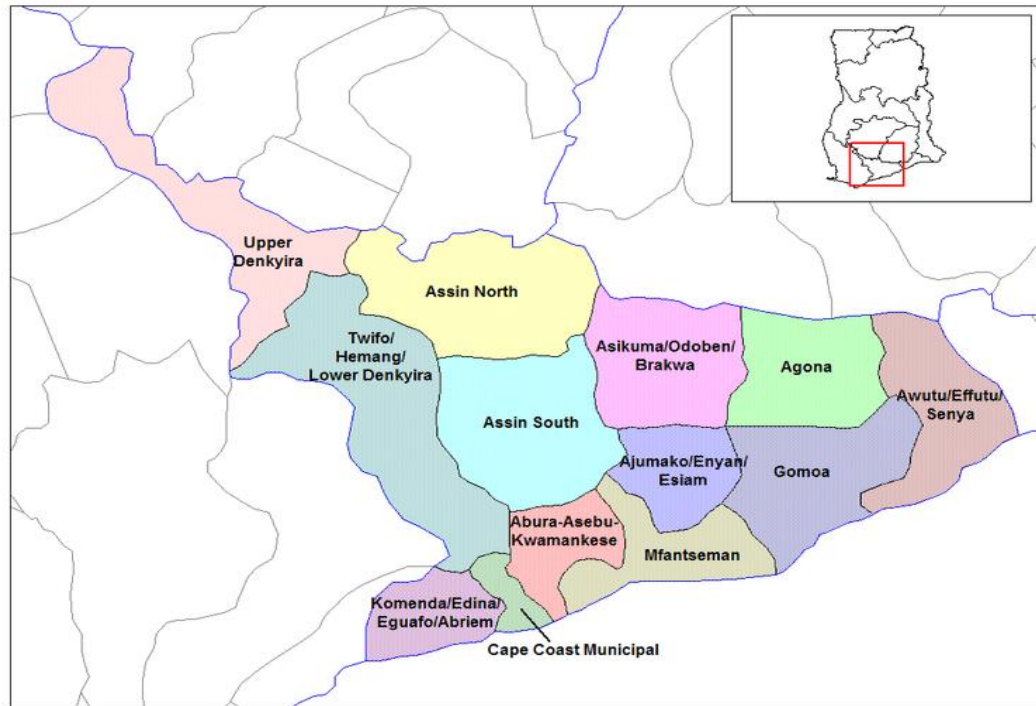 Upper
Denkyira
Assin North
Twifo/
Hemang/
Lower Denkyira
Asikuma/Odoben/
Brakwa
Agona
Awutu/Effutu/
Senya
Assin South
Ajumako/Enyan/
Esiam
Gomoa
Abura-Asebu-
Kwamankese
Mfantseman
Komenda/Edina/
Eguafo/Abriem
Cape Coast Municipal